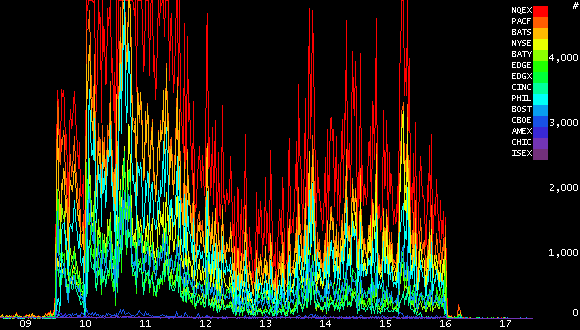 #
NQEX
PACF
BATS
NYSE
BATY
EDGE
EDGX
CINC
PHIL
BOST
CBOE
AMEX
CHIC
ISEX
4,000
3,000
2,000
1,000
0
09 10 11 12 13 14 15 16 17